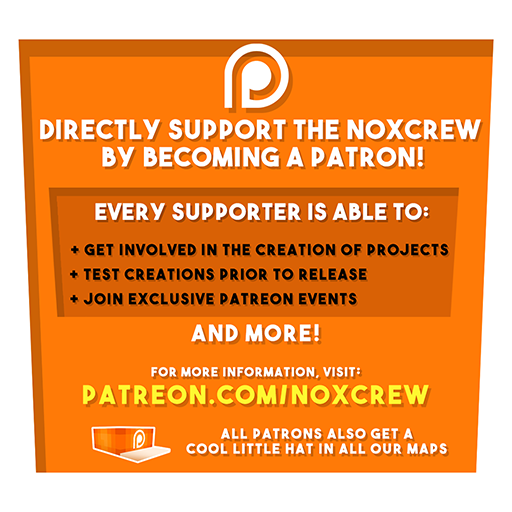 DIRECTLY SUPPORT THE NOXCREW
BY BECOMING A PATRON!
EVERY SUPPORTER IS ABLE TO:
+ GET INVOLVED IN THE CREATION OF PROJECTS
+ TEST CREATIONS PRIOR TO RELEASE
+ JOIN EXCLUSIVE PATREON EVENTS
AND MORE!
FOR MORE INFORMATION, VISIT:
PATREON.COM/NOXCREW
ALL PATRONS ALSO GET A
COOL LITTLE HAT IN ALL OUR MAPS